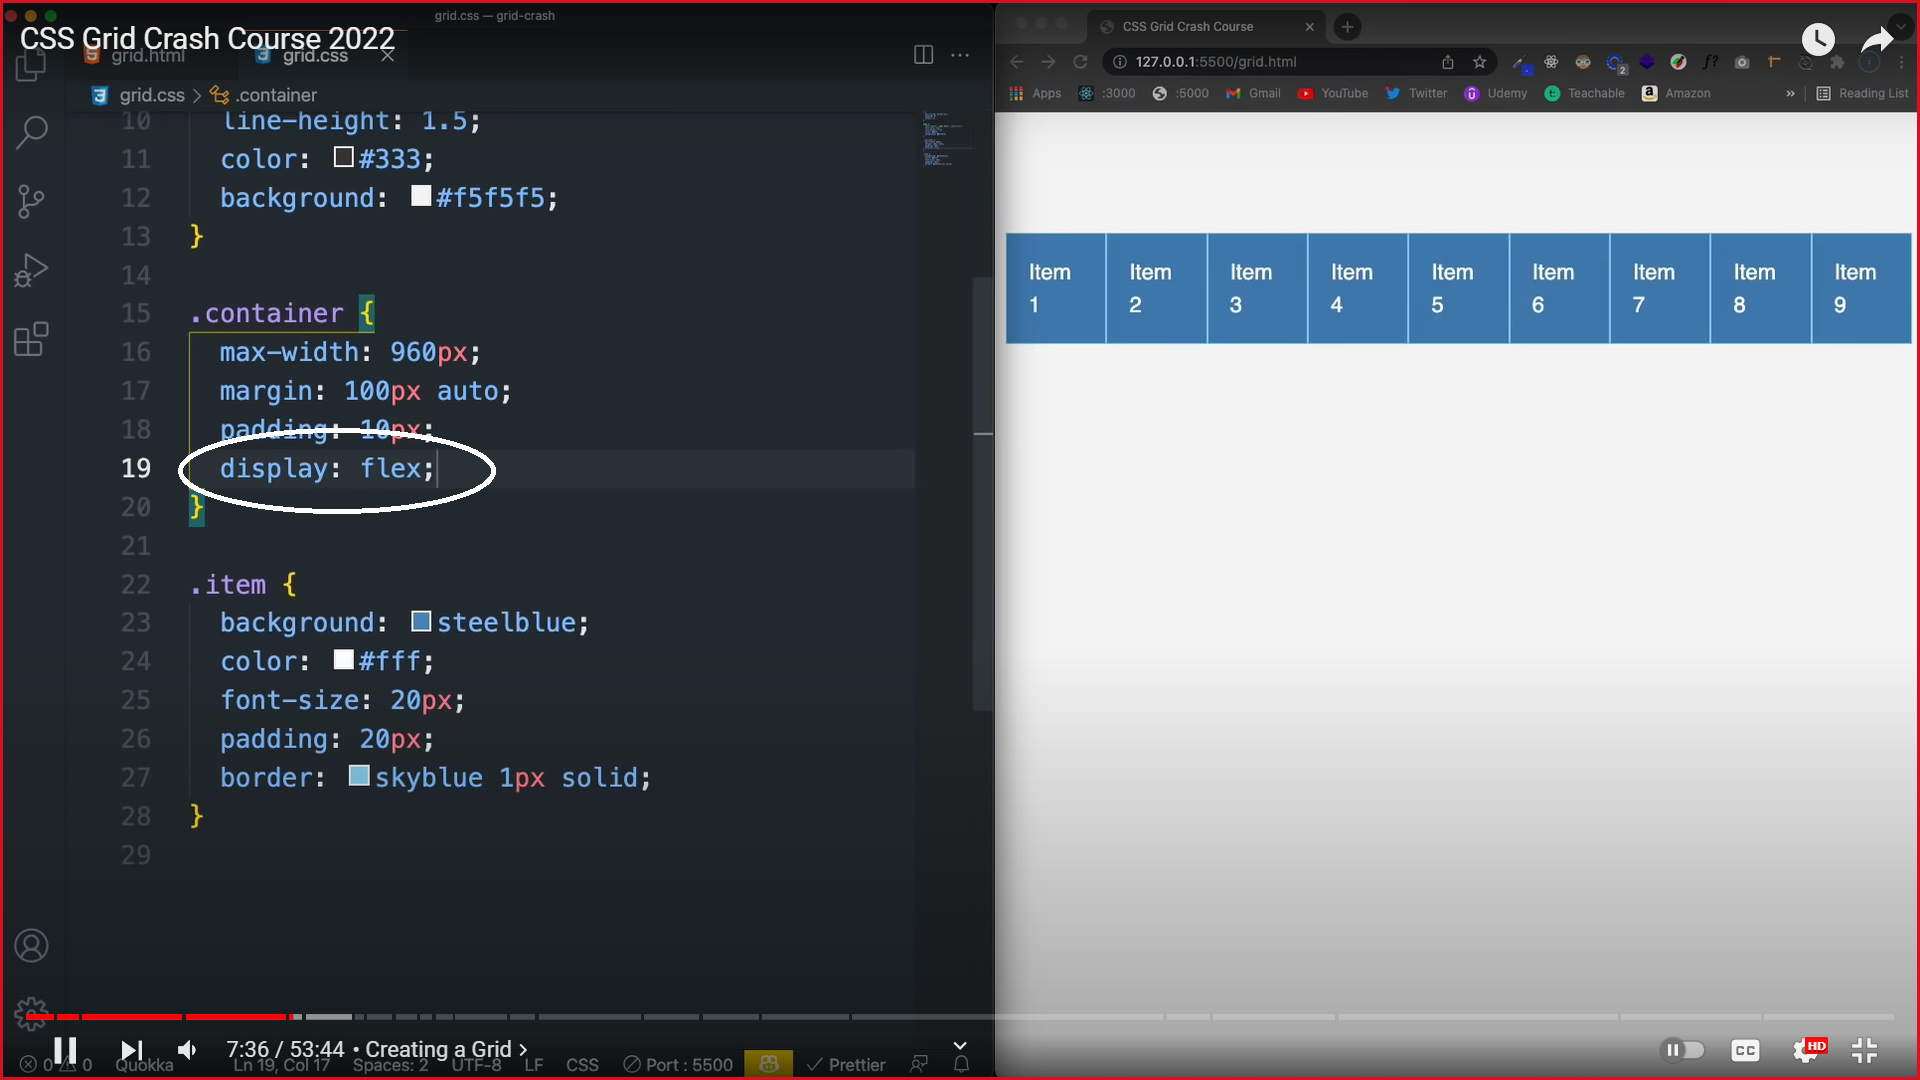 grid.css — grid-crash
CSS Grid Crash Course 2022
grid.html
grid.css
grid.css > .container
10 line-height: 1.5;
11 color: #333;
12 background: #f5f5f5;
13 }
14
15 .container {
16 max-width: 960px;
17 margin: 100px auto;
18 padding: 10px;
19 display: flex;
20 }
21
22 .item {
23 background: steelblue;
24 color: #fff;
25 font-size: 20px;
26 padding: 20px;
27 border: skyblue 1px solid;
28 }
29
CSS Grid Crash Course
127.0.0.1:5500/grid.html
f?
2
Apps :3000 :5000 Gmail YouTube Twitter Udemy Teachable Amazon » Reading List
Item 1
Item 2
Item 3
Item 4
Item 5
Item 6
Item 7
Item 8
Item 9
7:36 / 53:44 • Creating a Grid >
CC
HD
0 0 Quokka Ln 19, Col 17 Spaces: 2 UTF-8 LF CSS Port : 5500 Prettier